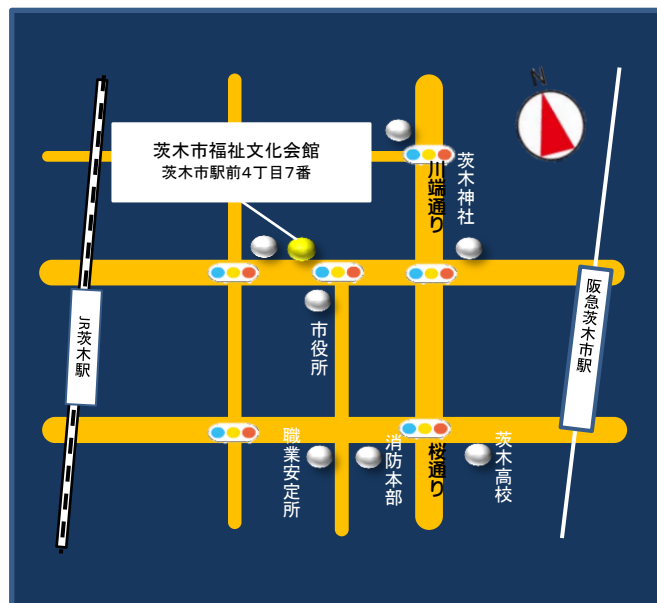 N
茨木市福祉文化会館
茨木市駅前4丁目7番
川端通り
茨木神社
JR茨木駅
阪急茨木市駅
市役所
職業安定所
消防本部
桜通り
茨木高校